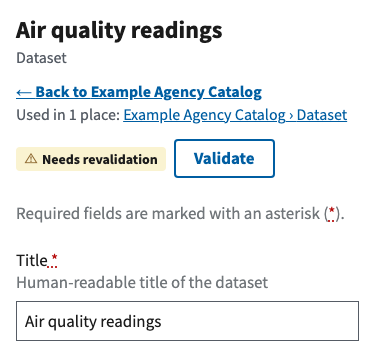 Air quality readings
Dataset
← Back to Example Agency Catalog
Used in 1 place: Example Agency Catalog › Dataset
⚠ Needs revalidation
Validate
Required fields are marked with an asterisk (*).
Title *
Human-readable title of the dataset
Air quality readings